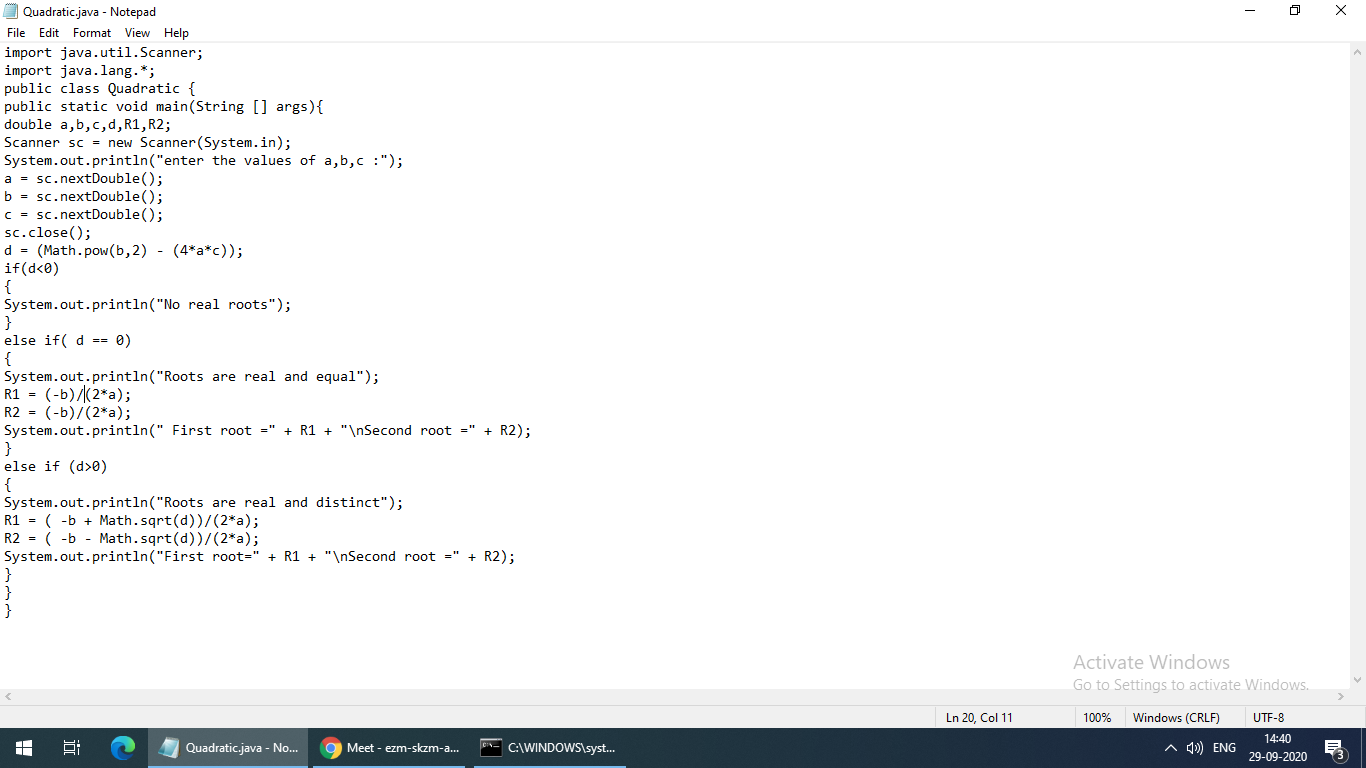 Quadratic.java - Notepad
File Edit Format View Help
import java.util.Scanner;
import java.lang.*;
public class Quadratic {
public static void main(String [] args){
double a,b,c,d,R1,R2;
Scanner sc = new Scanner(System.in);
System.out.println("enter the values of a,b,c :");
a = sc.nextDouble();
b = sc.nextDouble();
c = sc.nextDouble();
sc.close();
d = (Math.pow(b,2) - (4*a*c));
if(d<0)
{
System.out.println("No real roots");
}
else if( d == 0)
{
System.out.println("Roots are real and equal");
R1 = (-b)/(2*a);
R2 = (-b)/(2*a);
System.out.println(" First root =" + R1 + "\nSecond root =" + R2);
}
else if (d>0)
{
System.out.println("Roots are real and distinct");
R1 = ( -b + Math.sqrt(d))/(2*a);
R2 = ( -b - Math.sqrt(d))/(2*a);
System.out.println("First root=" + R1 + "\nSecond root =" + R2);
}
}
}
Activate Windows
Go to Settings to activate Windows.
Ln 20, Col 11 100% Windows (CRLF) UTF-8
Quadratic.java - No... Meet - ezm-skzm-a... C:\WINDOWS\syst... ENG 14:40
29-09-2020 3